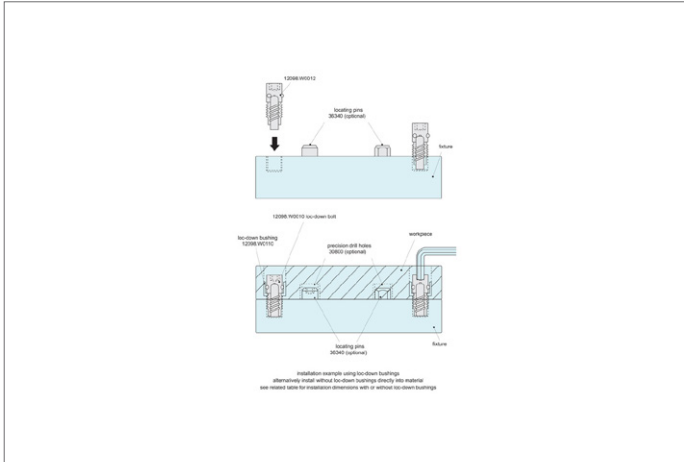 12098.W0012
locating pins
36340 (optional)
fixture
12098.W0010 loc-down bolt
loc-down bushing
12098.W0110
precision drill holes
(optional)
workpiece
locating pins
36340 (optional)
fixture
installation example using loc-down bushings
alternatively install without loc-down bushings directly into material
see related table for installation dimensions with or without loc-down bushings